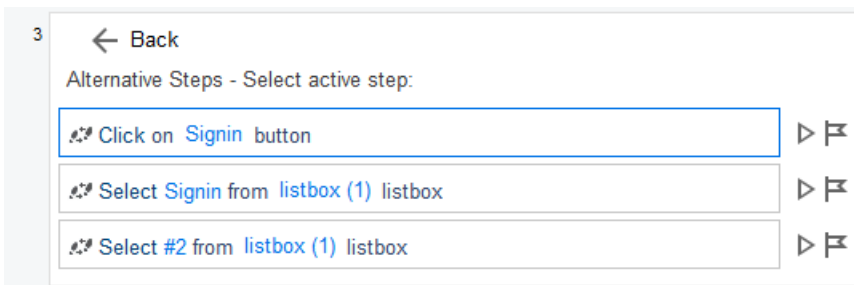 3
Back
Alternative Steps - Select active step:
Click on Signin button
Select Signin from listbox (1) listbox
Select #2 from listbox (1) listbox